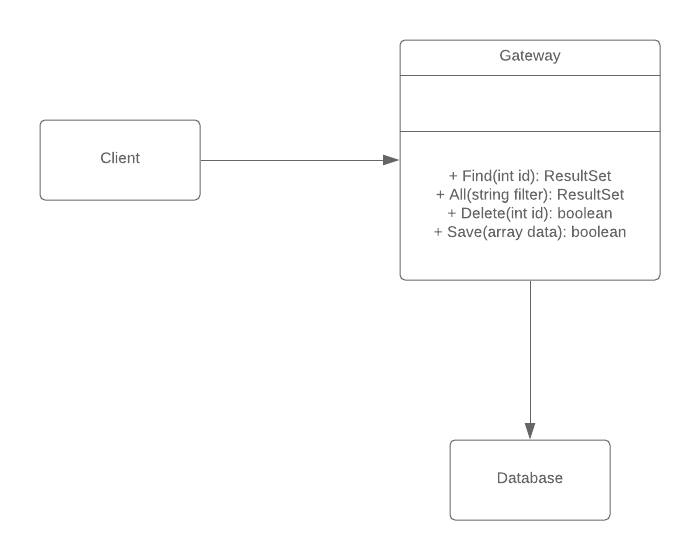 Gateway
Client
+ Find(int id): ResultSet
+ All(string filter): ResultSet
+ Delete(int id): boolean
+ Save(array data): boolean
Database